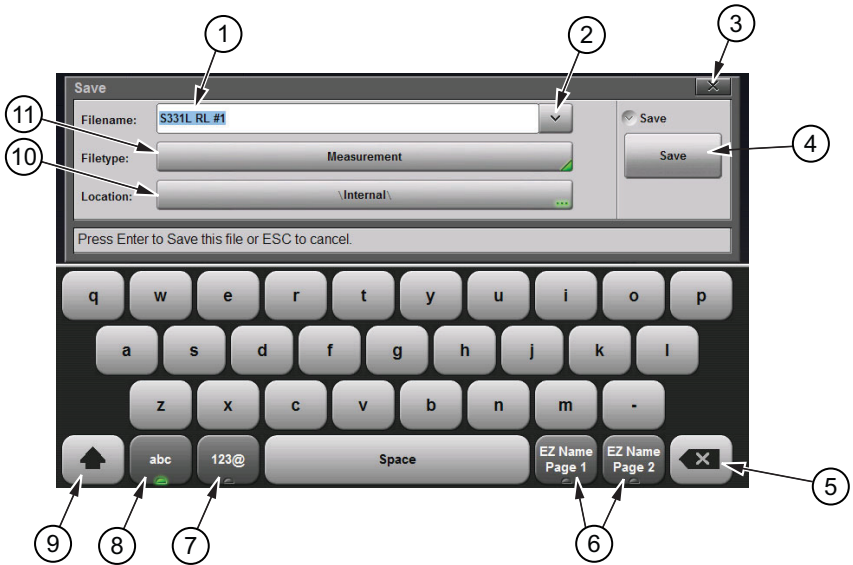 1
2
3
Save
Filename: S331L RL #1
Save
11
Filetype: Measurement
Save
4
10
Location: \Internal\
Press Enter to Save this file or ESC to cancel.
q w e r t y u i o p
a s d f g h j k l
z x c v b n m -
abc 123@ Space EZ Name Page 1 EZ Name Page 2
5
9 8 7 6